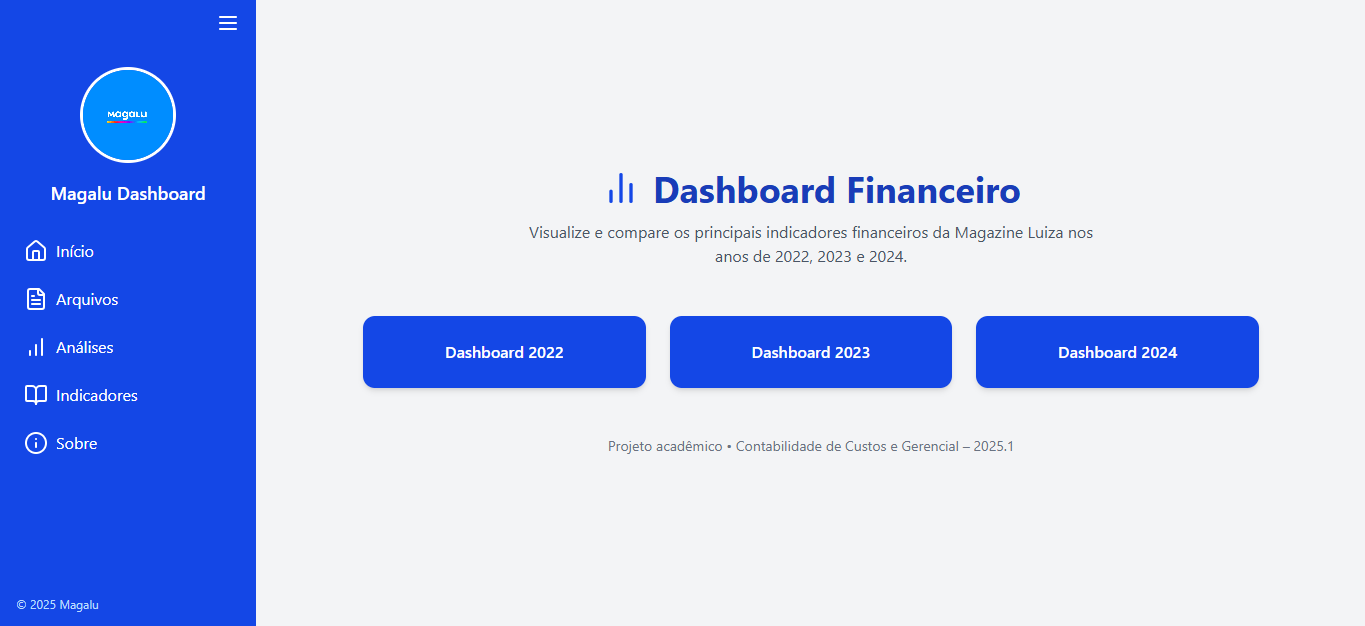 MagaLu
Magalu Dashboard
Início
Arquivos
Análises
Indicadores
Sobre
© 2025 Magalu
Dashboard Financeiro
Visualize e compare os principais indicadores financeiros da Magazine Luiza nos
anos de 2022, 2023 e 2024.
Dashboard 2022
Dashboard 2023
Dashboard 2024
Projeto acadêmico • Contabilidade de Custos e Gerencial – 2025.1